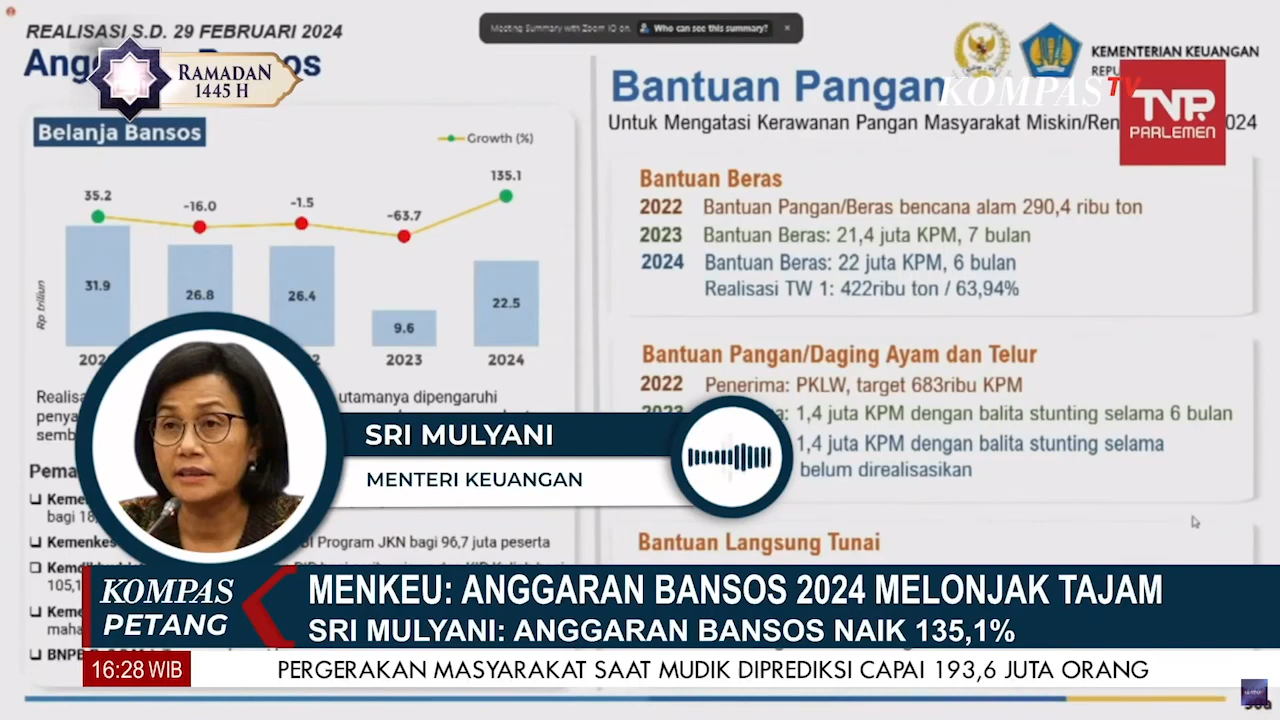 REALISASI S.D. 29 FEBRUARI 2024
RAMADAN
1445 H
Belanja Bansos
Growth (%)
35.2
-16.0
-1.5
-63.7
135.1
Rp triliun
31.9
26.8
26.4
9.6
22.5
2023
2024
utamanya dipengaruhi
Program JKN bagi 96,7 juta peserta
Meeting Summary with Zoom IQ on.
Who can see this summary?
KEMENTERIAN KEUANGAN
KOMPAS TV
TVR
PARLEMEN
Bantuan Pangan
Untuk Mengatasi Kerawanan Pangan Masyarakat Miskin/
Bantuan Beras
2022 Bantuan Pangan/Beras bencana alam 290,4 ribu ton
2023 Bantuan Beras: 21,4 juta KPM, 7 bulan
2024 Bantuan Beras: 22 juta KPM, 6 bulan
Realisasi TW 1: 422ribu ton / 63,94%
Bantuan Pangan/Daging Ayam dan Telur
2022 Penerima: PKLW, target 683ribu KPM
1,4 juta KPM dengan balita stunting selama 6 bulan
1,4 juta KPM dengan balita stunting selama
belum direalisasikan
Bantuan Langsung Tunai
SRI MULYANI
MENTERI KEUANGAN
KOMPAS
PETANG
MENKEU: ANGGARAN BANSOS 2024 MELONJAK TAJAM
SRI MULYANI: ANGGARAN BANSOS NAIK 135,1%
16:28 WIB
PERGERAKAN MASYARAKAT SAAT MUDIK DIPREDIKSI CAPAI 193,6 JUTA ORANG